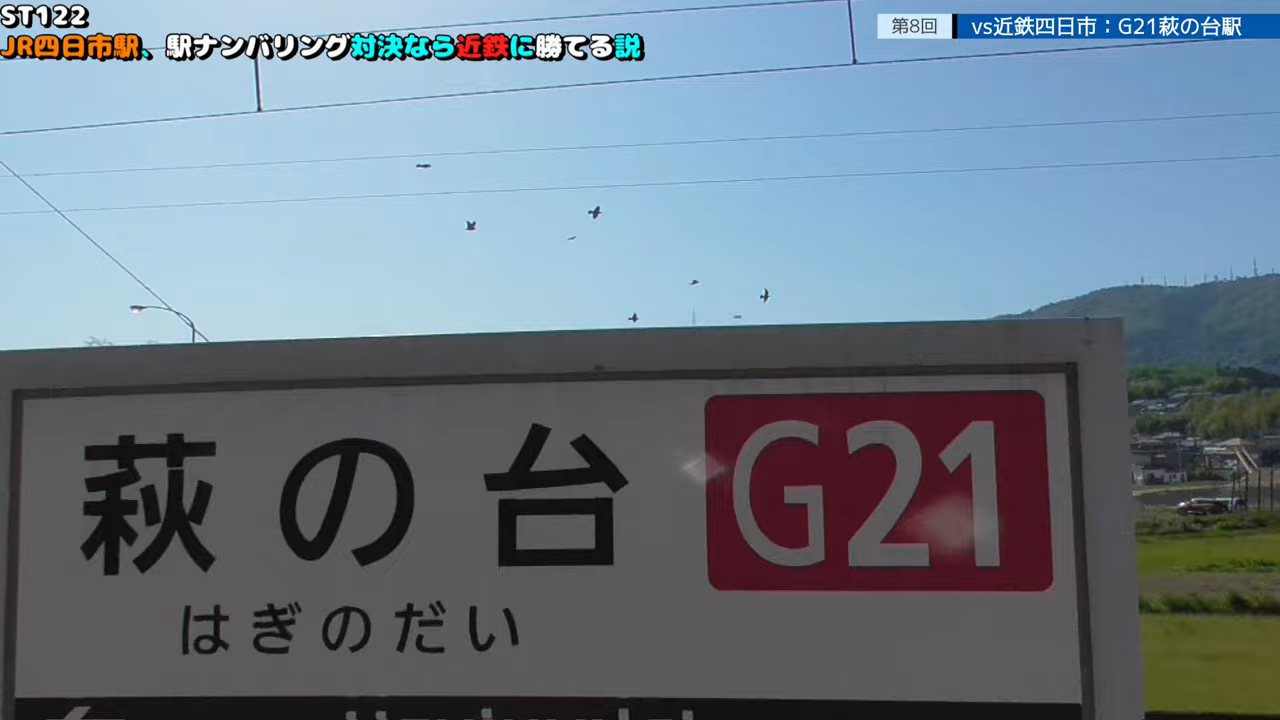 ST122
JR四日市駅、駅ナンバリング対決なら近鉄に勝てる説
第8回
vs近鉄四日市：G21萩の台駅
萩の台 G21
はぎのだい